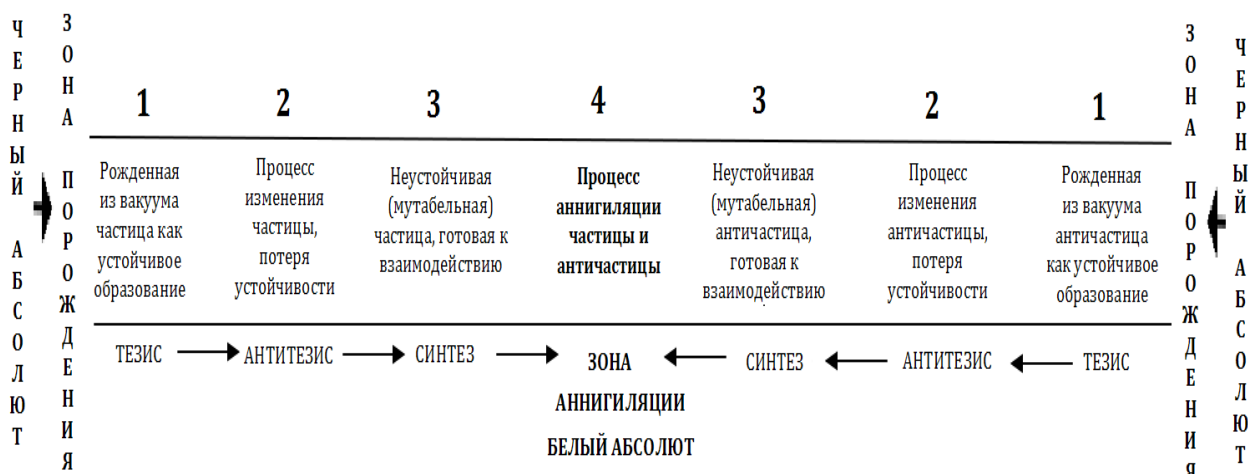 ЧЕРНЫЙ АБСОЛЮТ
ЗОНА ПОРОЖДЕНИЯ
1 2 3 4 3 2 1
Рожденная
из вакуума
частица как
устойчивое
образование
Процесс
изменения
частицы,
потеря
устойчивости
Неустойчивая
(мутабельная)
частица, готовая к
взаимодействию
Процесс
аннигиляции
частицы и
античастицы
Неустойчивая
(мутабельная)
античастица,
готовая к
взаимодействию
Процесс
изменения
античастицы,
потеря
устойчивости
Рожденная
из вакуума
античастица
как устойчивое
образование
ТЕЗИС АНТИТЕЗИС СИНТЕЗ ЗОНА СИНТЕЗ АНТИТЕЗИС ТЕЗИС
АННИГИЛЯЦИИ
БЕЛЫЙ АБСОЛЮТ
ЗОНА ПОРОЖДЕНИЯ
ЧЕРНЫЙ АБСОЛЮТ